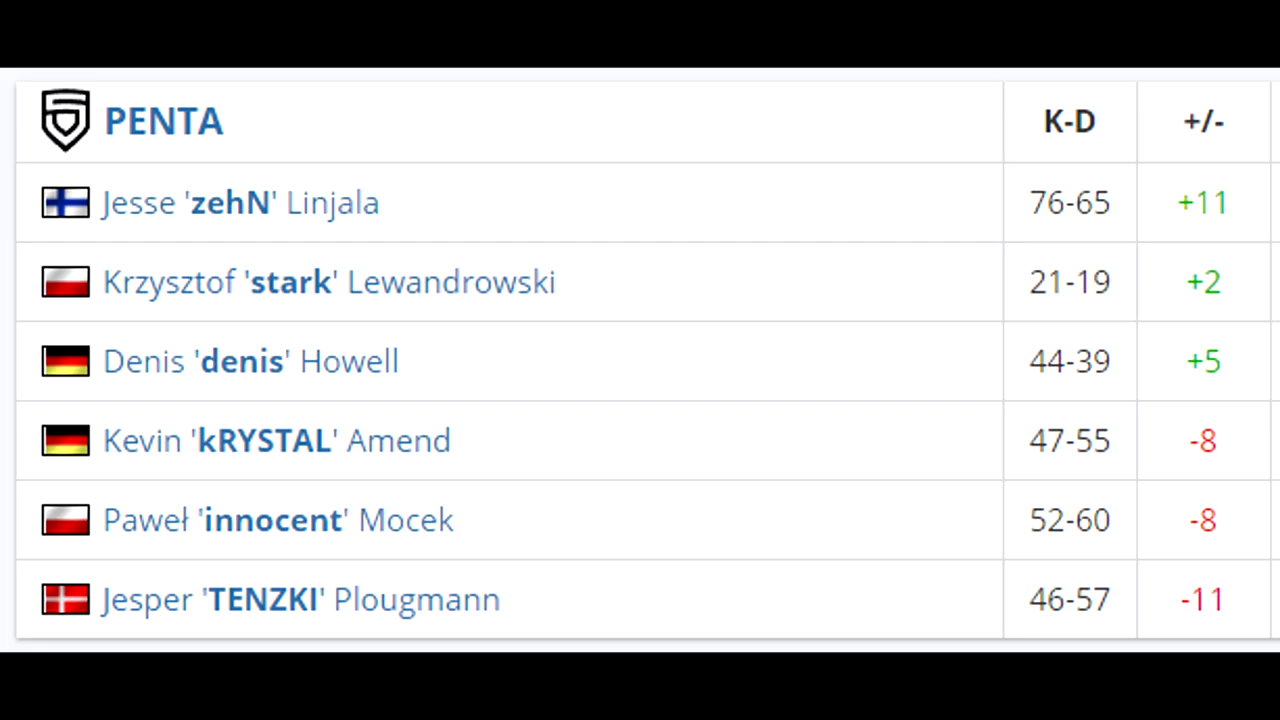 PENTA K-D +/-
Jesse 'zehN' Linjala 76-65 +11
Krzysztof 'stark' Lewandrowski 21-19 +2
Denis 'denis' Howell 44-39 +5
Kevin 'kRYSTAL' Amend 47-55 -8
Paweł 'innocent' Mocek 52-60 -8
Jesper 'TENZKI' Plougmann 46-57 -11